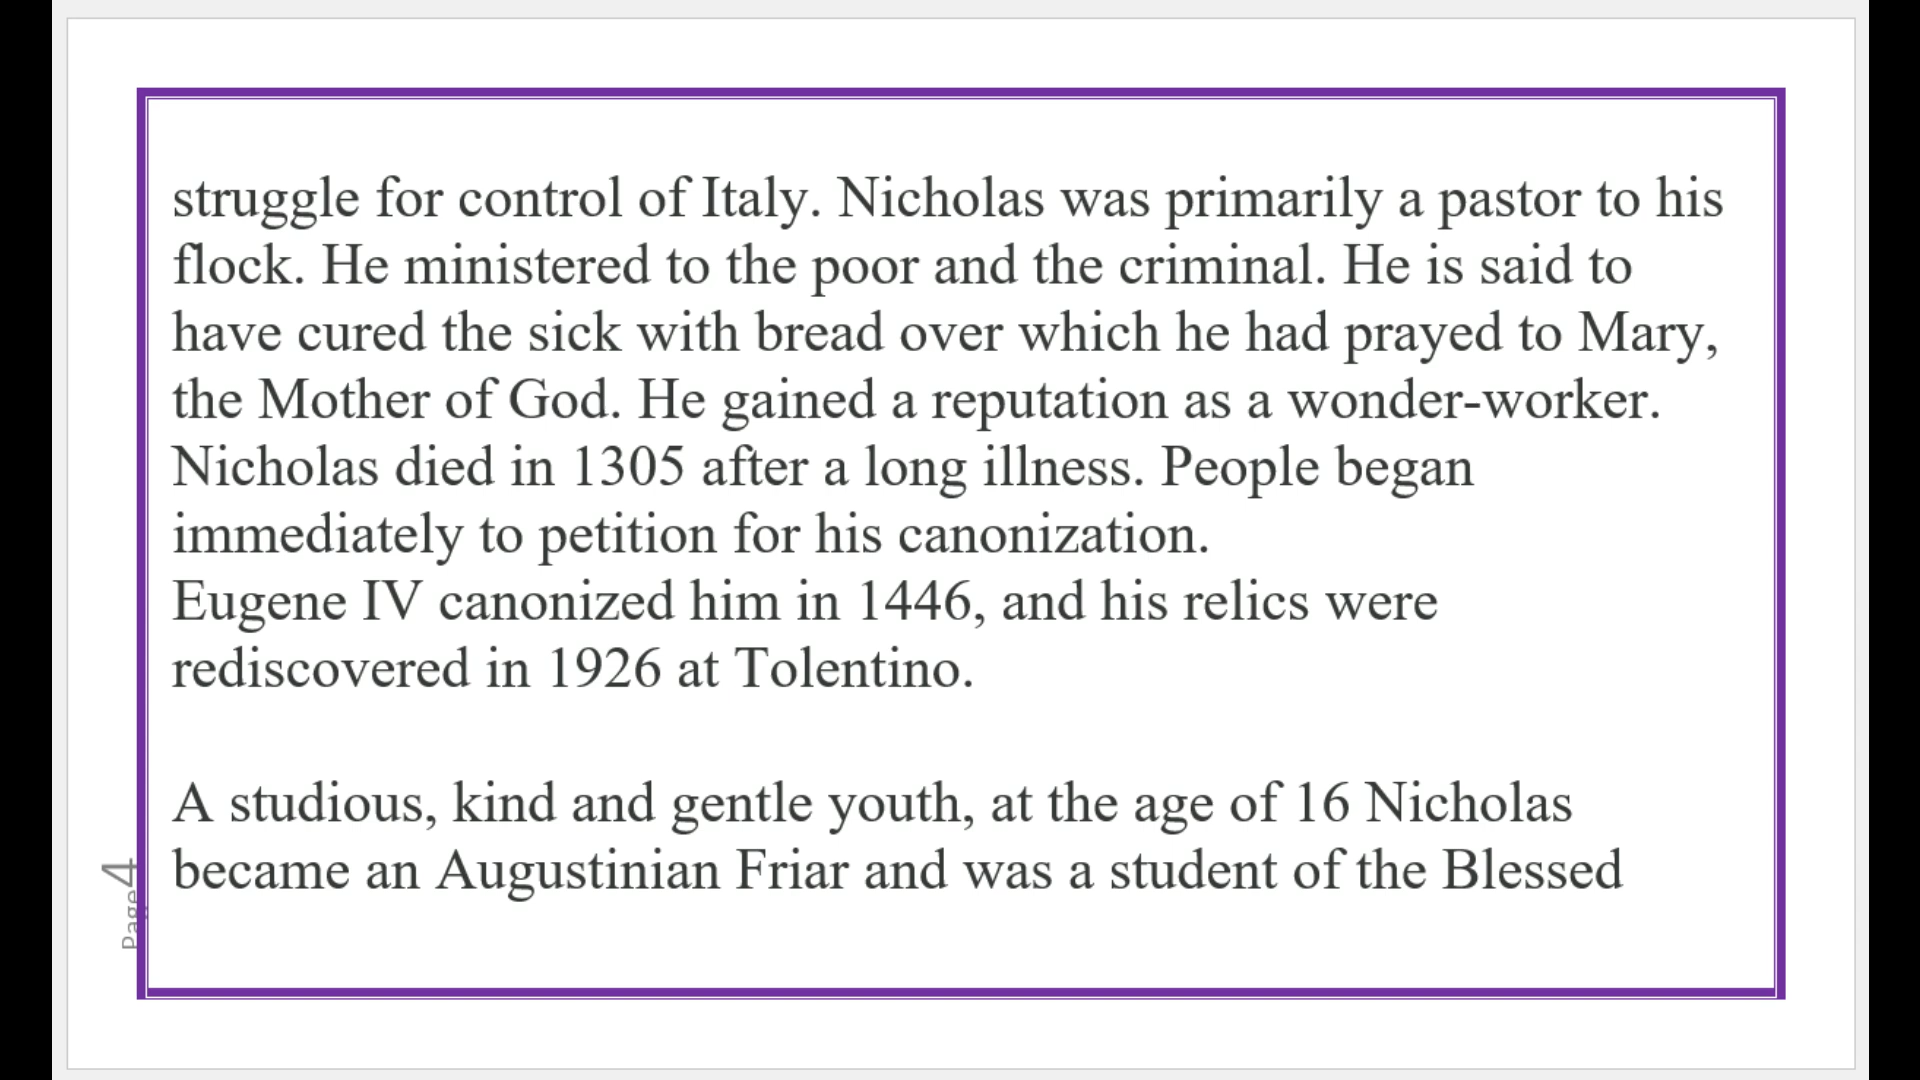 struggle for control of Italy. Nicholas was primarily a pastor to his
flock. He ministered to the poor and the criminal. He is said to
have cured the sick with bread over which he had prayed to Mary,
the Mother of God. He gained a reputation as a wonder-worker.
Nicholas died in 1305 after a long illness. People began
immediately to petition for his canonization.
Eugene IV canonized him in 1446, and his relics were
rediscovered in 1926 at Tolentino.
A studious, kind and gentle youth, at the age of 16 Nicholas
became an Augustinian Friar and was a student of the Blessed
Page4